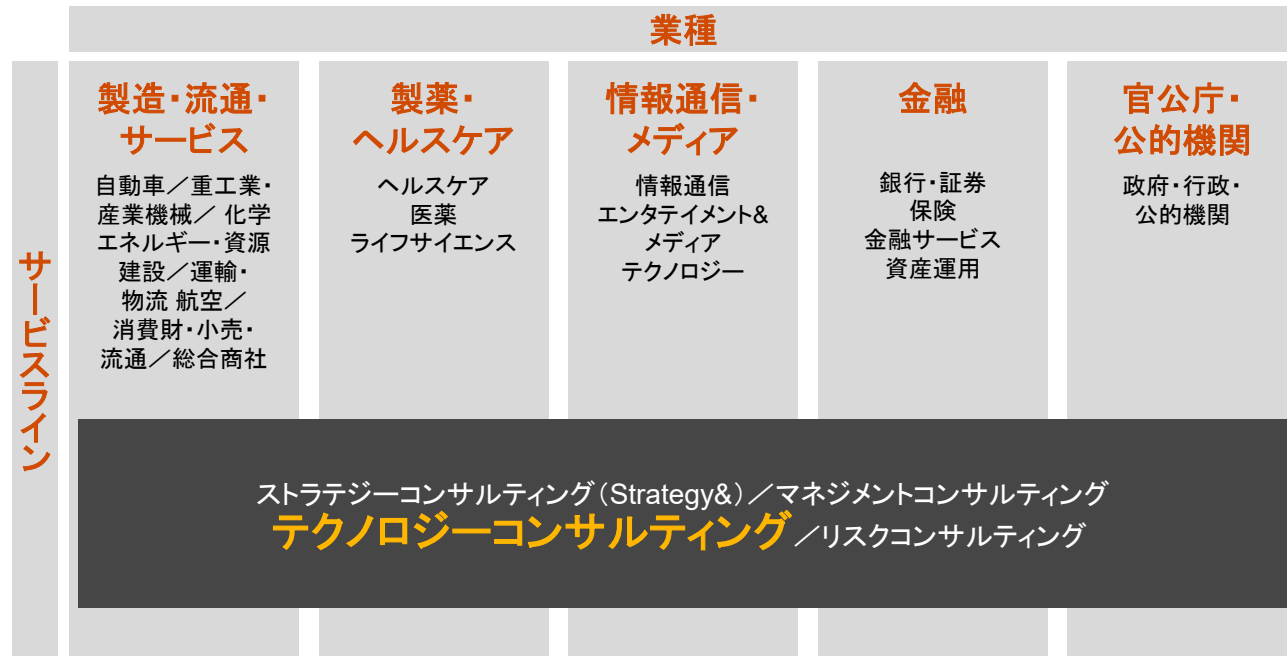 業種
サービスライン
製造・流通・
サービス
自動車／重工業・
産業機械／ 化学
エネルギー・資源
建設／運輸・
物流 航空／
消費財・小売・
流通／総合商社
製薬・
ヘルスケア
ヘルスケア
医薬
ライフサイエンス
情報通信・
メディア
情報通信
エンタテイメント&
メディア
テクノロジー
金融
銀行・証券
保険
金融サービス
資産運用
官公庁・
公的機関
政府・行政・
公的機関
ストラテジーコンサルティング（Strategy&）／マネジメントコンサルティング
テクノロジーコンサルティング／リスクコンサルティング